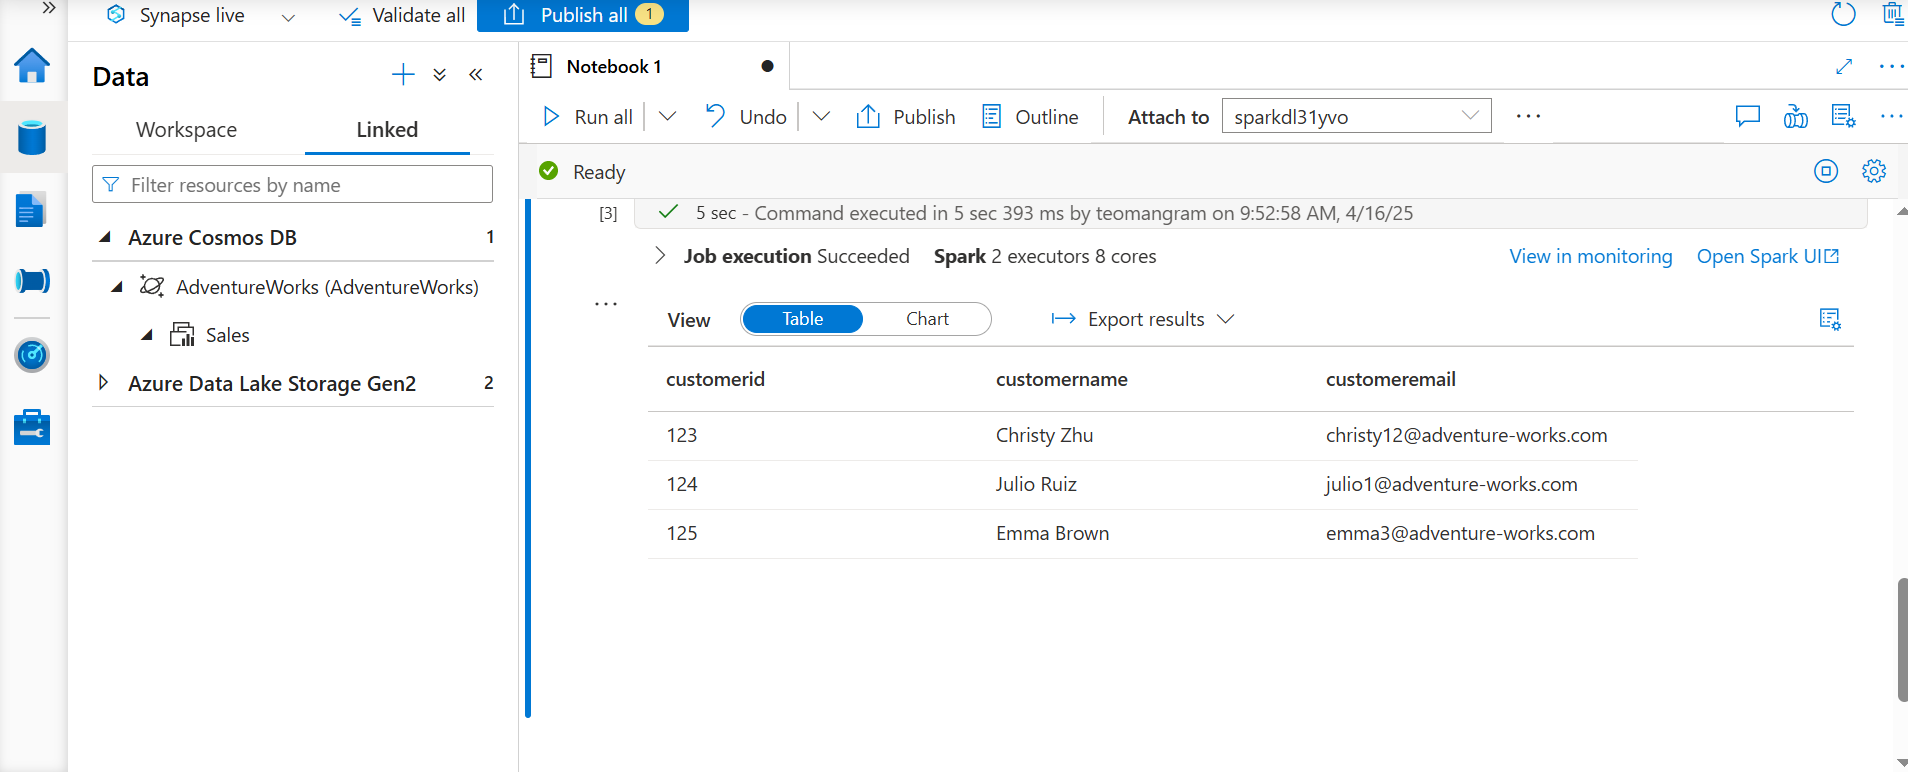 Synapse live
Validate all
Publish all 1
Data
Workspace
Linked
Filter resources by name
Azure Cosmos DB 1
AdventureWorks (AdventureWorks)
Sales
Azure Data Lake Storage Gen2 2
Notebook 1
Run all
Undo
Publish
Outline
Attach to sparkdl31yvo
Ready
[3] 5 sec - Command executed in 5 sec 393 ms by teomangram on 9:52:58 AM, 4/16/25
Job execution Succeeded Spark 2 executors 8 cores View in monitoring Open Spark UI
View Table Chart Export results
customerid customername customeremail
123 Christy Zhu christy12@adventure-works.com
124 Julio Ruiz julio1@adventure-works.com
125 Emma Brown emma3@adventure-works.com